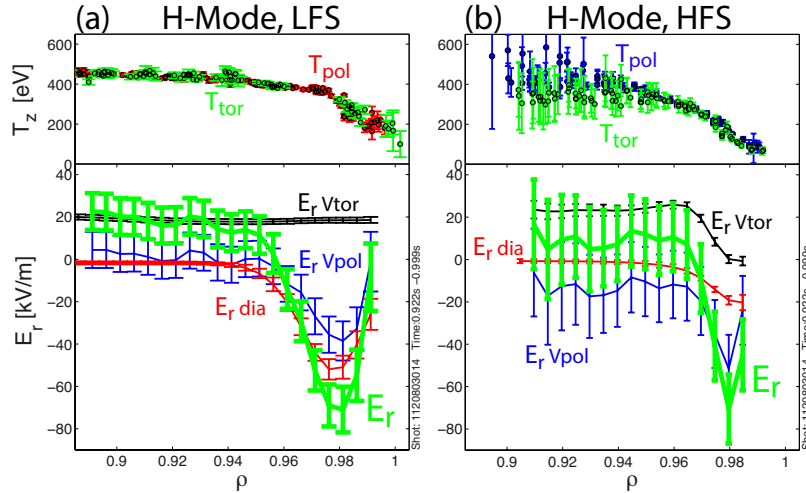 (a) H-Mode, LFS
600
400
200
0
T_z [eV]
T_pol
T_tor
40
20
0
−20
−40
−60
−80
E_r [kV/m]
E_r Vtor
E_r Vpol
E_r dia
E_r
0.9 0.92 0.94 0.96 0.98 1
ρ
Shot: 1120803014 Time:0.922s −0.999s
(b) H-Mode, HFS
T_pol
T_tor
E_r Vtor
E_r dia
E_r Vpol
E_r
0.9 0.92 0.94 0.96 0.98 1
ρ